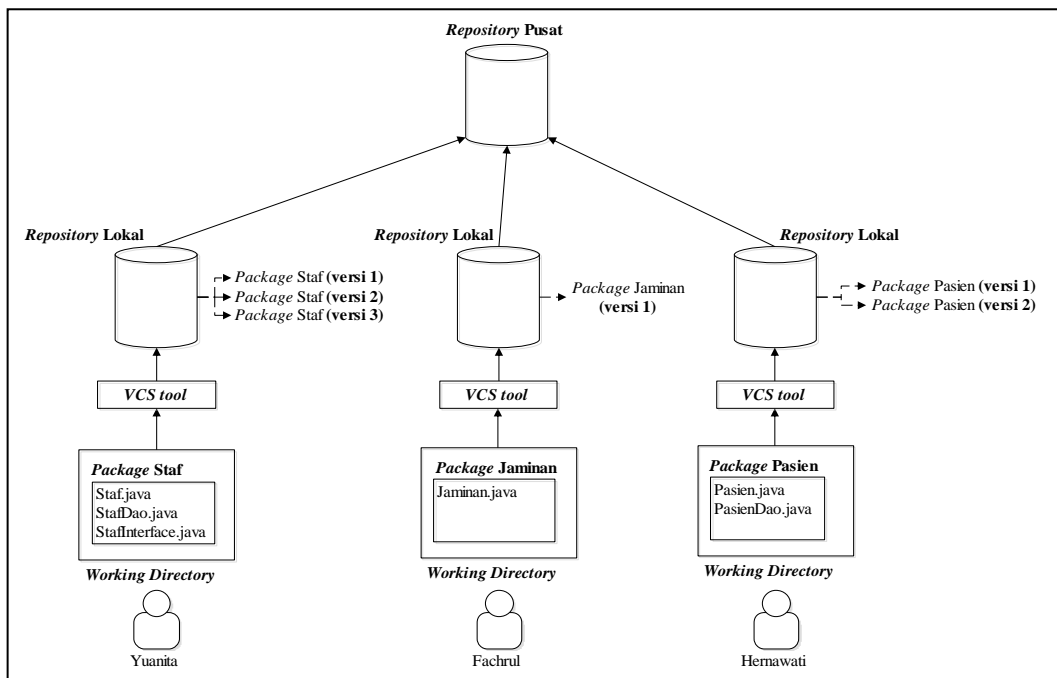 Repository Pusat
Repository Lokal
Package Staf (versi 1)
Package Staf (versi 2)
Package Staf (versi 3)
VCS tool
Package Staf
Staf.java
StafDao.java
StafInterface.java
Working Directory
Yuanita
Repository Lokal
Package Jaminan
(versi 1)
VCS tool
Package Jaminan
Jaminan.java
Working Directory
Fachrul
Repository Lokal
Package Pasien (versi 1)
Package Pasien (versi 2)
VCS tool
Package Pasien
Pasien.java
PasienDao.java
Working Directory
Hernawati